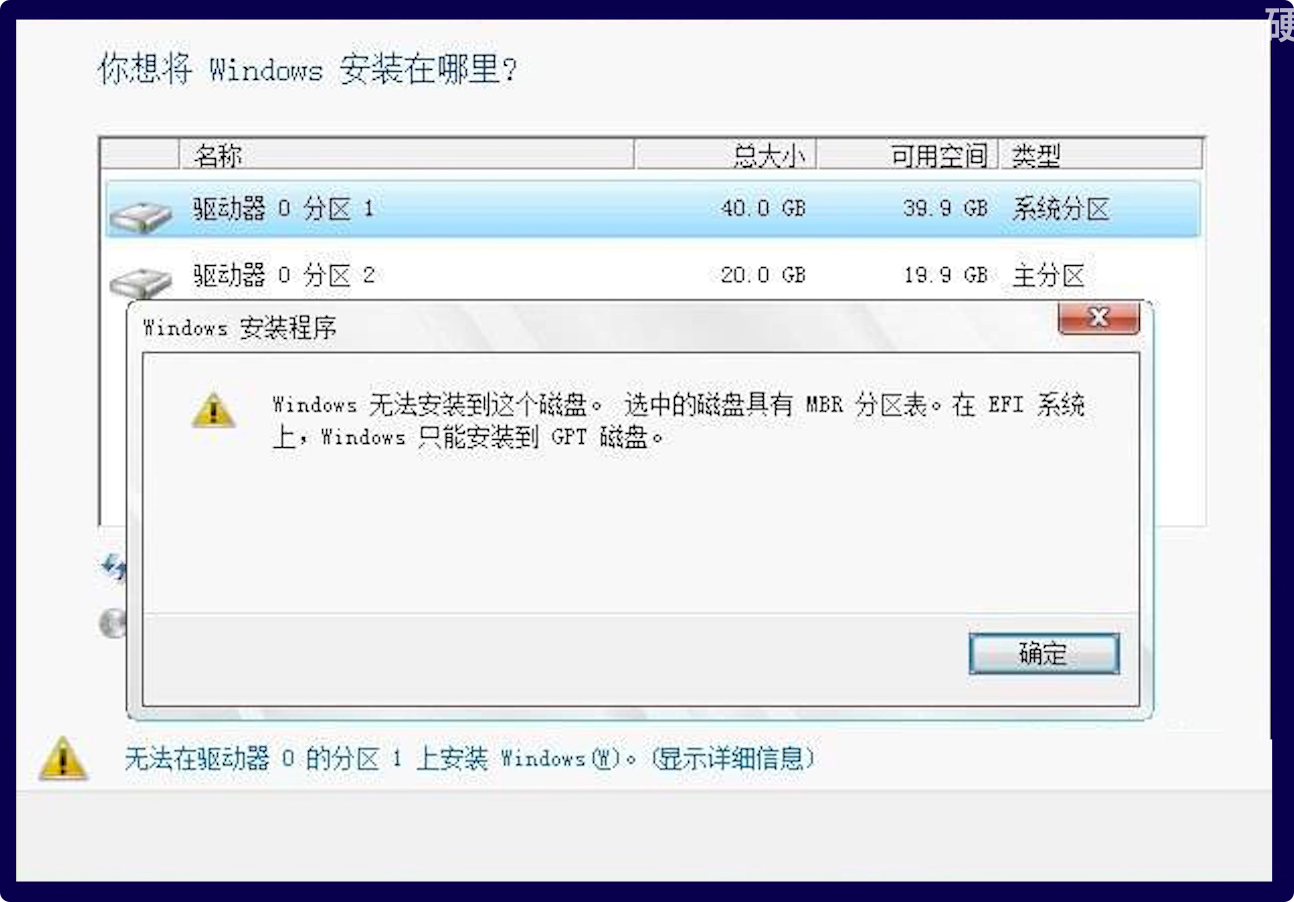 硬
你想将 Windows 安装在哪里?
名称 总大小 可用空间 类型
驱动器 0 分区 1 40.0 GB 39.9 GB 系统分区
驱动器 0 分区 2 20.0 GB 19.9 GB 主分区
Windows 安装程序
Windows 无法安装到这个磁盘。 选中的磁盘具有 MBR 分区表。在 EFI 系统
上,Windows 只能安装到 GPT 磁盘。
确定
无法在驱动器 0 的分区 1 上安装 Windows(W)。(显示详细信息)